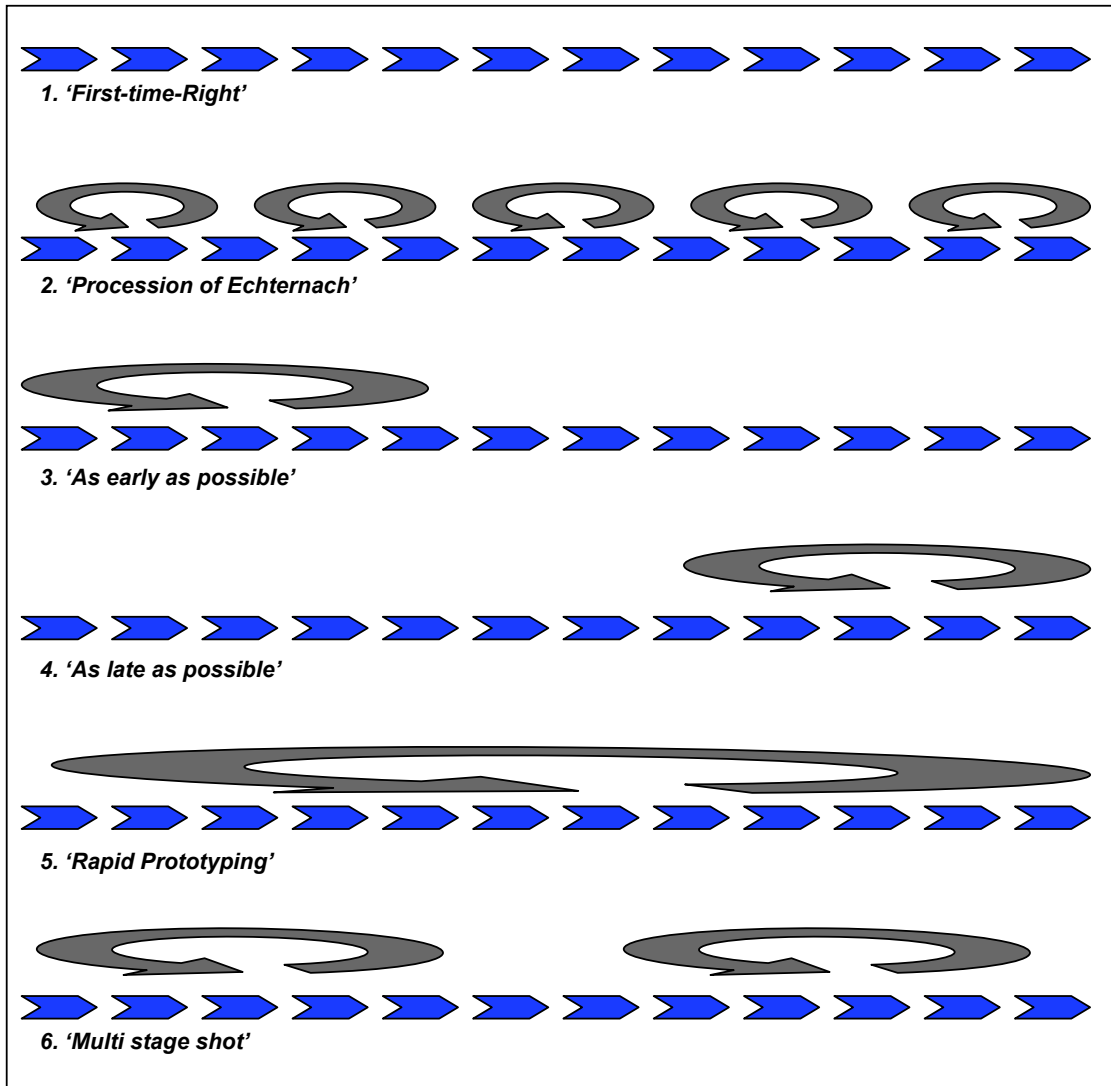 1. ‘First-time-Right’
2. ‘Procession of Echternach’
3. ‘As early as possible’
4. ‘As late as possible’
5. ‘Rapid Prototyping’
6. ‘Multi stage shot’